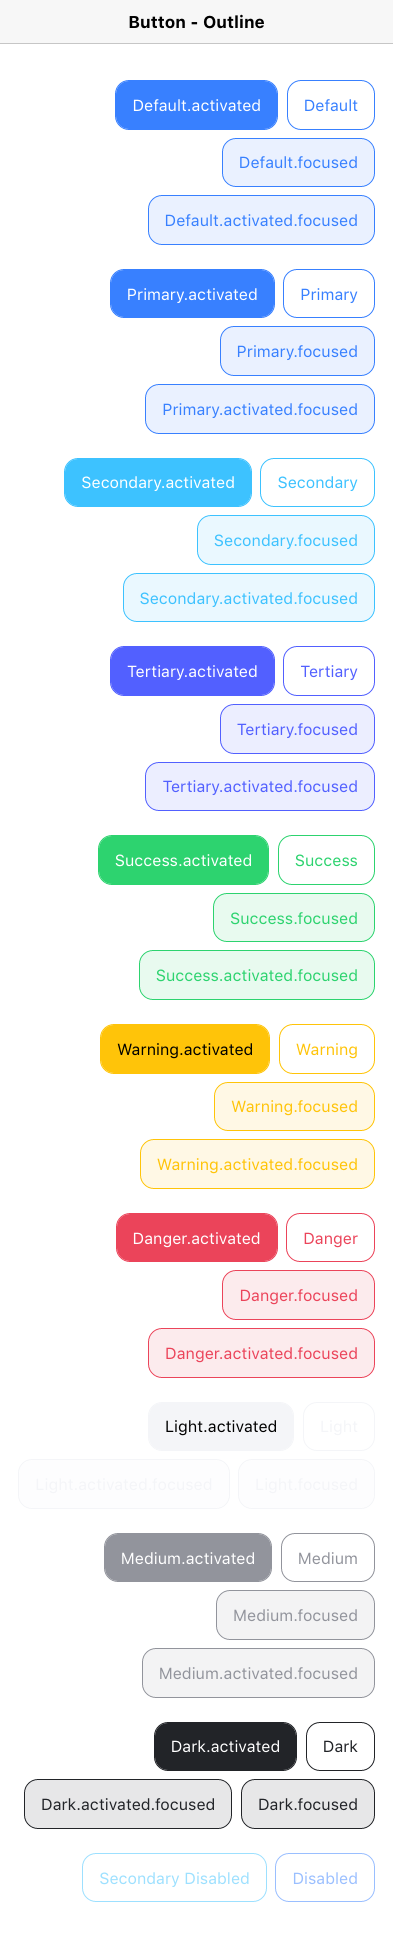 Button - Outline
Default.activated Default
Default.focused
Default.activated.focused
Primary.activated Primary
Primary.focused
Primary.activated.focused
Secondary.activated Secondary
Secondary.focused
Secondary.activated.focused
Tertiary.activated Tertiary
Tertiary.focused
Tertiary.activated.focused
Success.activated Success
Success.focused
Success.activated.focused
Warning.activated Warning
Warning.focused
Warning.activated.focused
Danger.activated Danger
Danger.focused
Danger.activated.focused
Light.activated Light
Light.activated.focused Light.focused
Medium.activated Medium
Medium.focused
Medium.activated.focused
Dark.activated Dark
Dark.activated.focused Dark.focused
Secondary Disabled Disabled